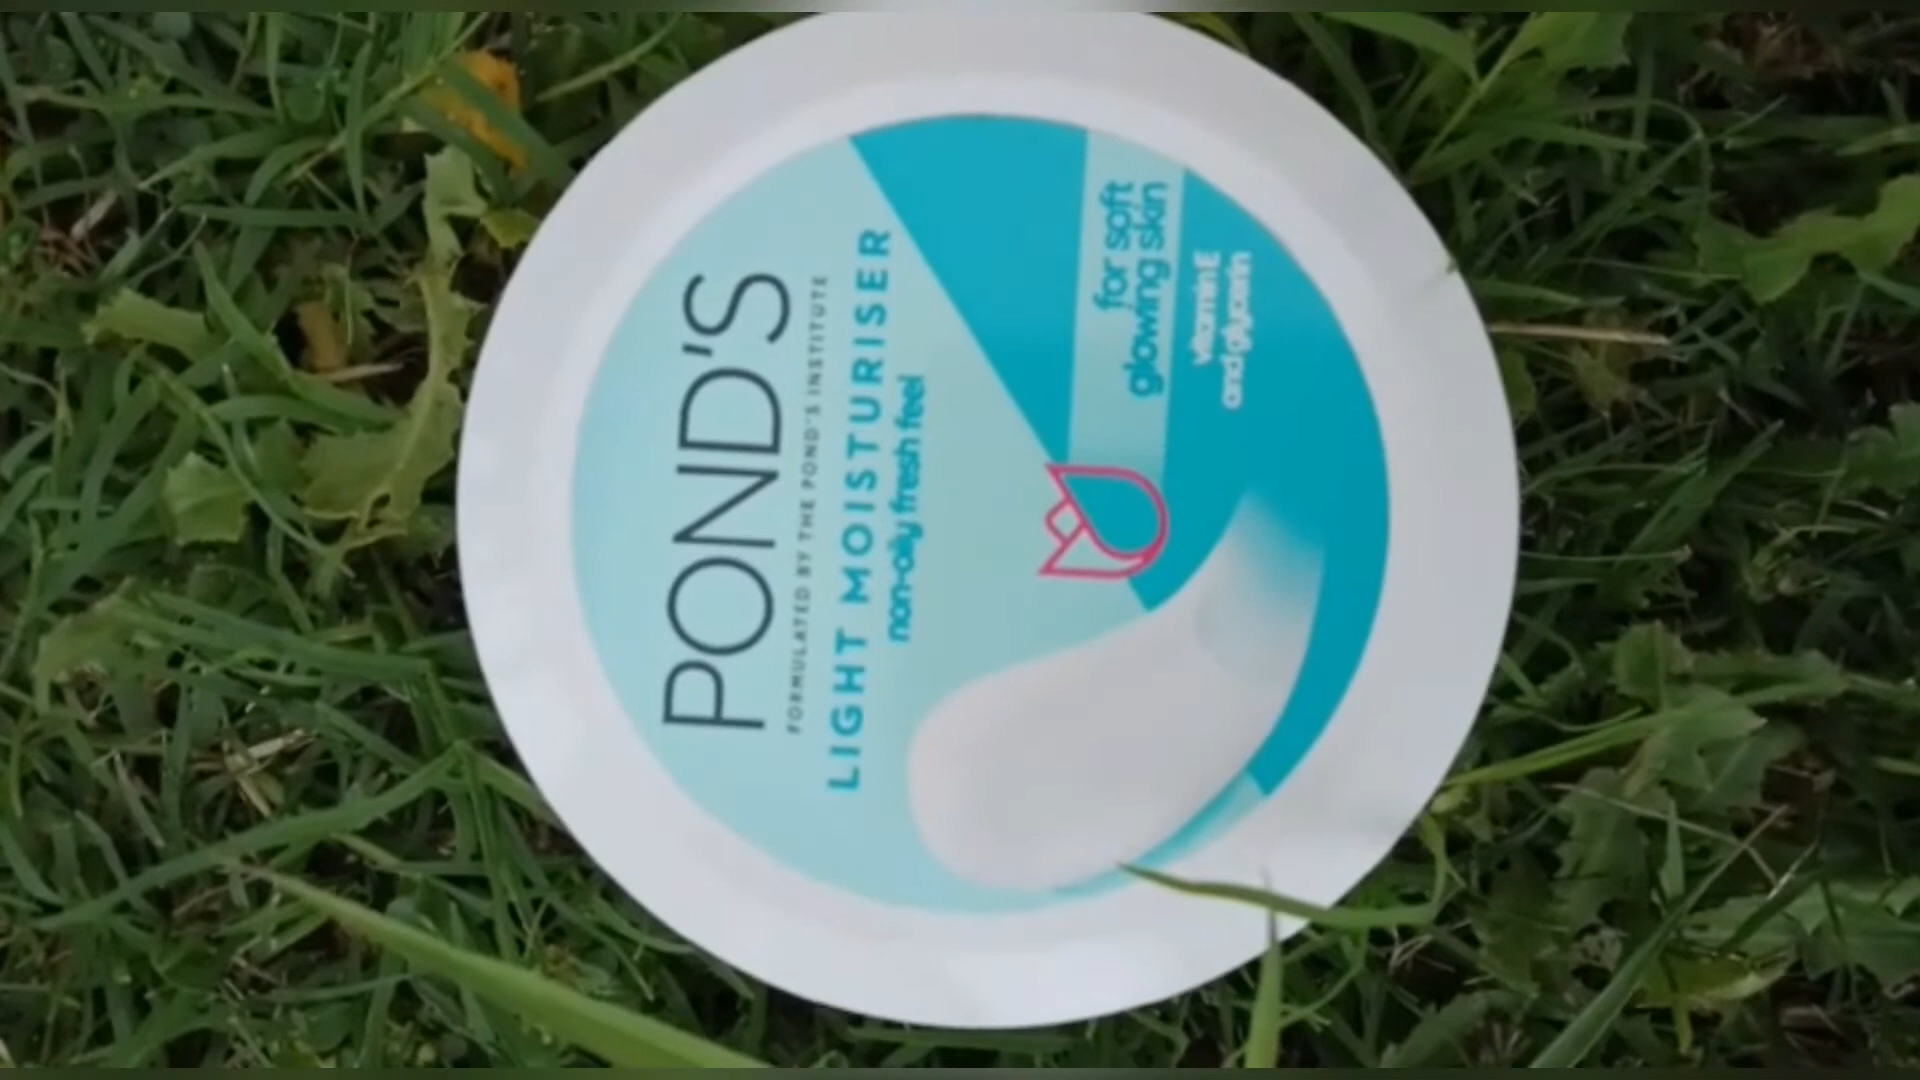 POND'S
FORMULATED BY THE POND'S INSTITUTE
LIGHT MOISTURISER
non-oily fresh feel
for soft
glowing skin
vitamin E
and glycerin